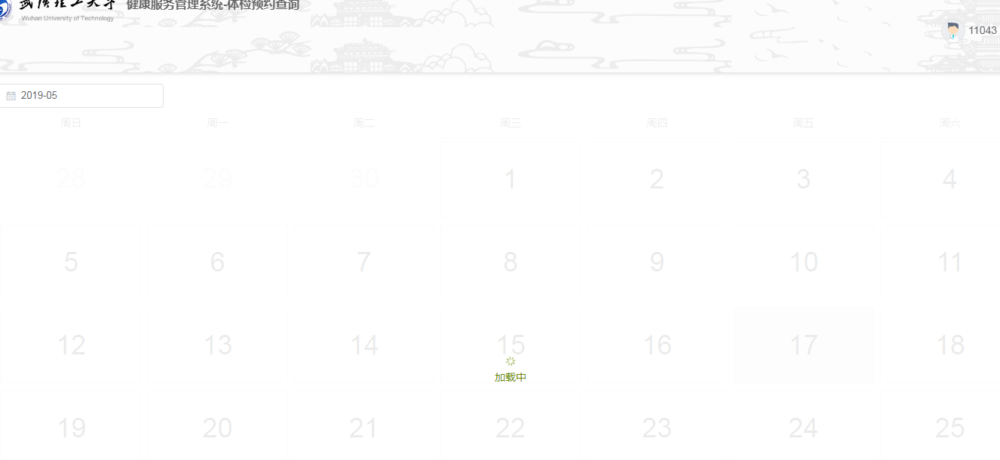 武汉理工大学 健康服务管理系统-体检预约查询
Wuhan University of Technology
11043
2019-05
周日 周一 周二 周三 周四 周五 周六
28 29 30 1 2 3 4
5 6 7 8 9 10 11
12 13 14 15 16 17 18
加载中
19 20 21 22 23 24 25